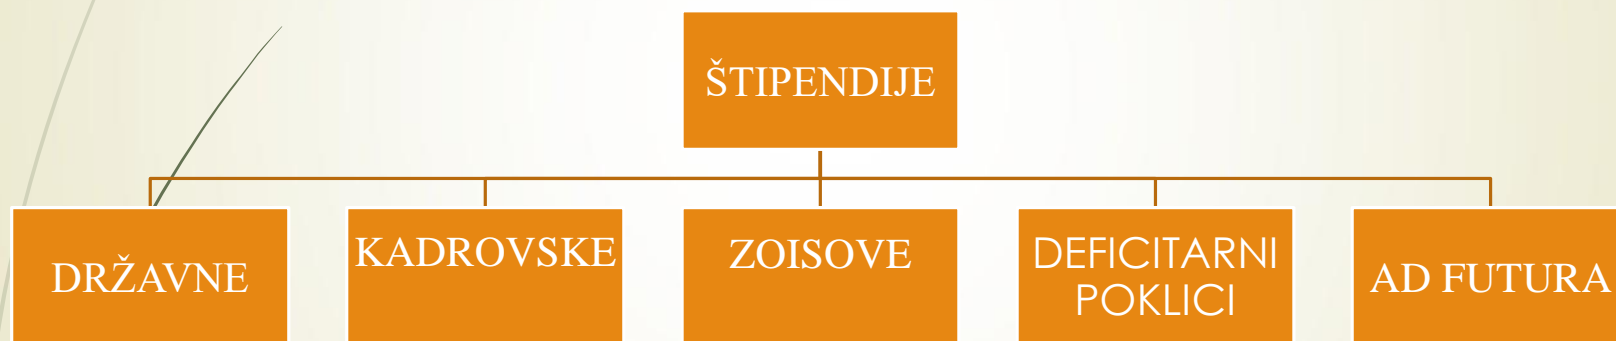 ŠTIPENDIJE
DRŽAVNE
KADROVSKE
ZOISOVE
DEFICITARNI
POKLICI
AD FUTURA